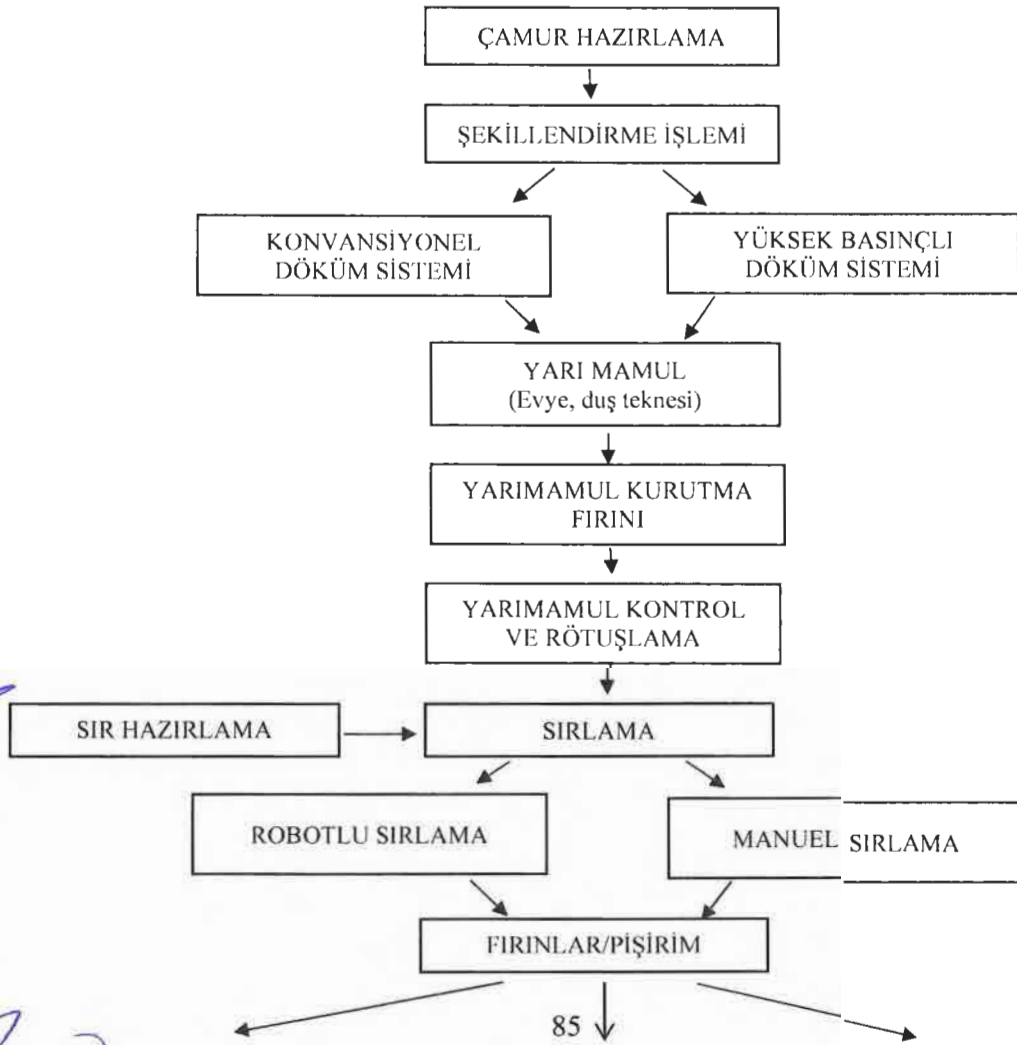 ÇAMUR HAZIRLAMA
ŞEKİLLENDİRME İŞLEMİ
KONVANSİYONEL
DÖKÜM SİSTEMİ
YÜKSEK BASINÇLI
DÖKÜM SİSTEMİ
YARI MAMUL
(Evye, duş teknesi)
YARIMAMUL KURUTMA
FIRINI
YARIMAMUL KONTROL
VE RÖTUŞLAMA
SIR HAZIRLAMA
SIRLAMA
ROBOTLU SIRLAMA
MANUEL SIRLAMA
FIRINLAR/PİŞİRİM
85